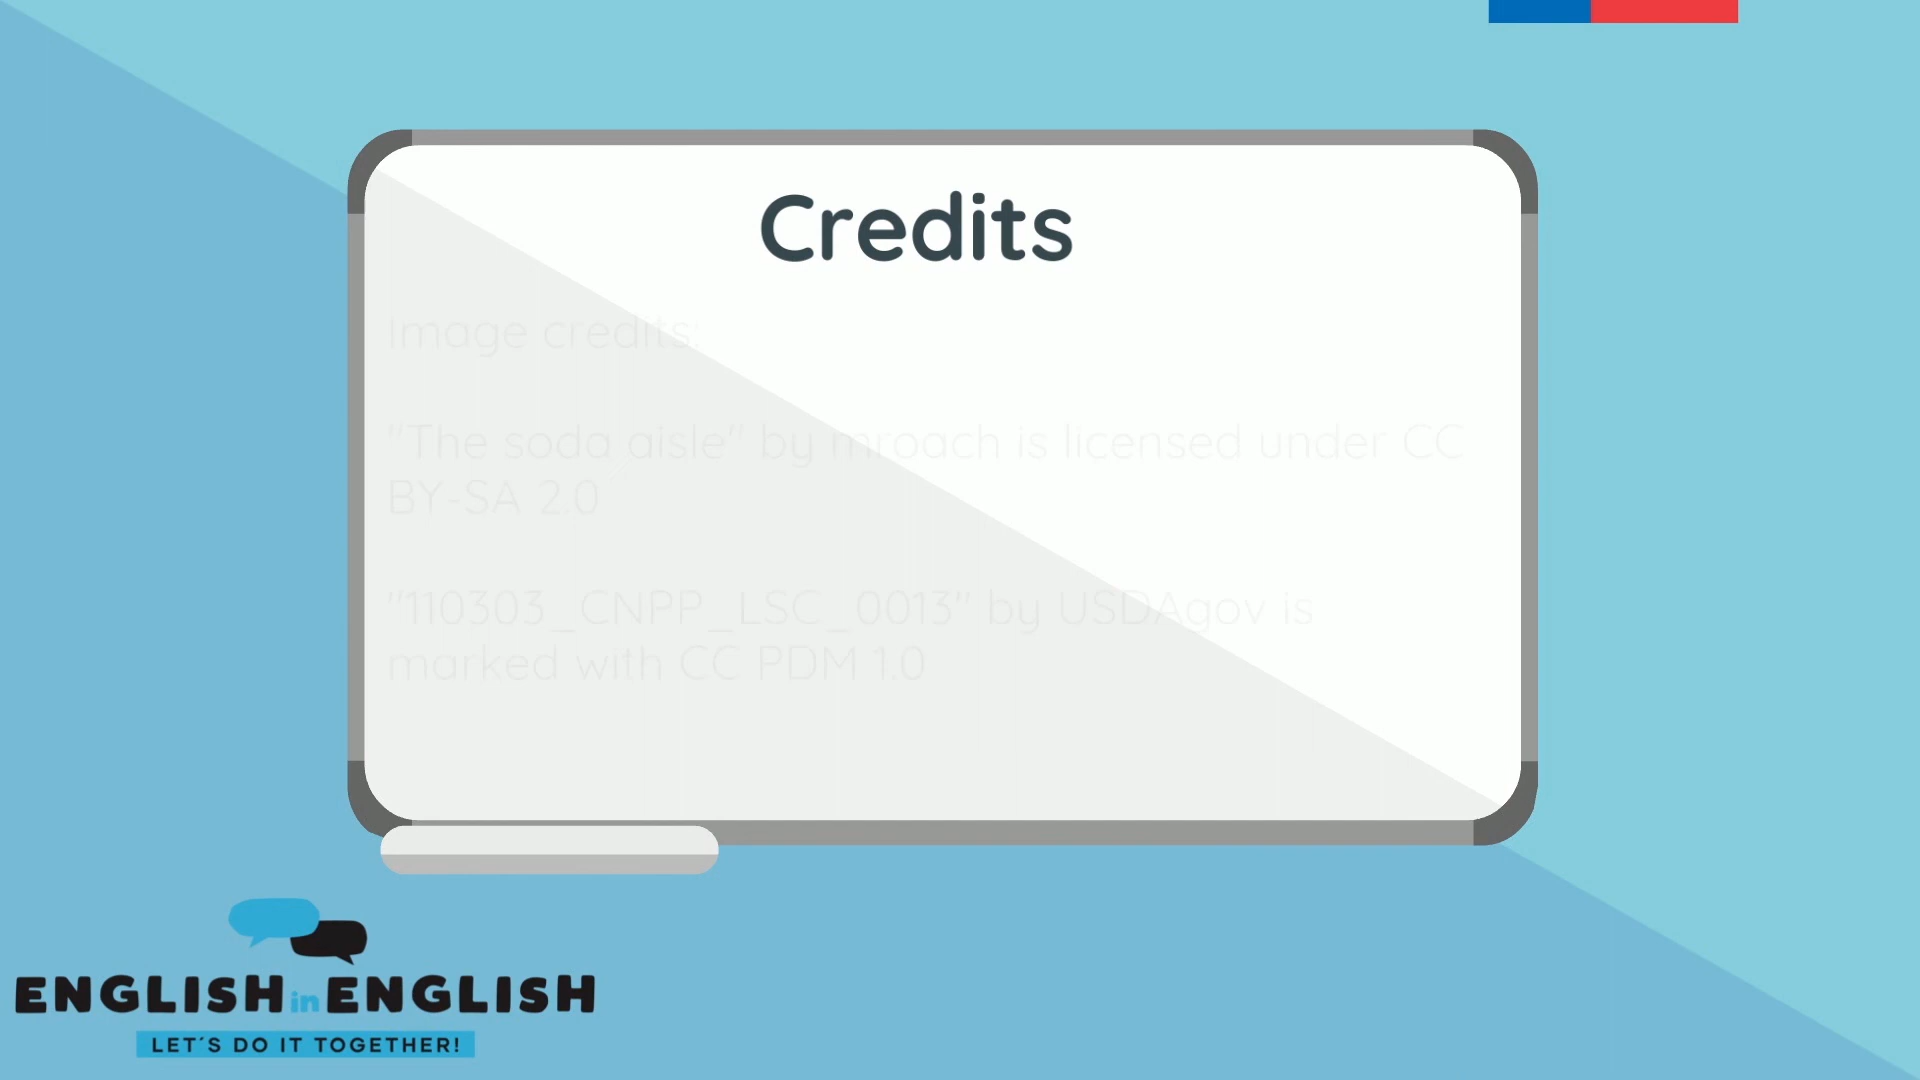 Credits
Image credits:
"The soda aisle" by mroach is licensed under CC
BY-SA 2.0
"110303_CNPP_LSC_0013" by USDAgov is
marked with CC PDM 1.0
ENGLISH in ENGLISH
LET´S DO IT TOGETHER!